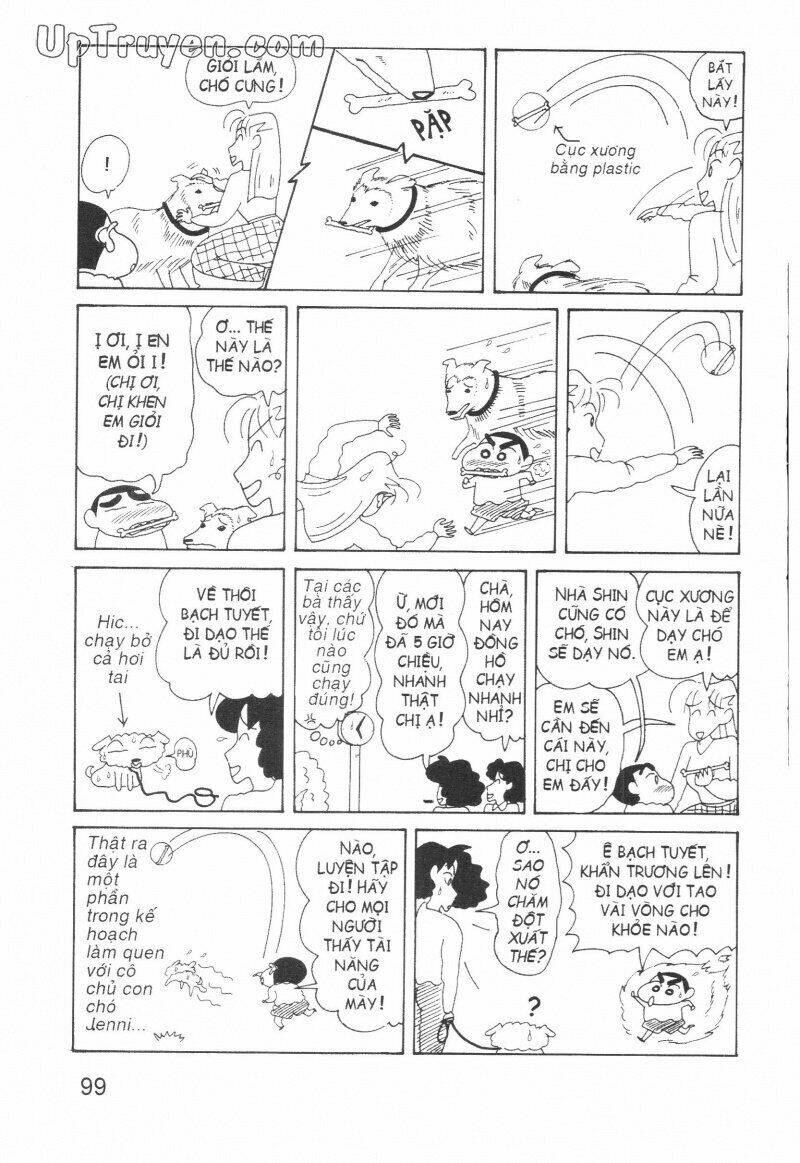 UpTruyen.com
BẮT
LẤY
NÀY!
Cục xương
bằng plastic
PẶP
GIỎI LẮM,
CHÓ CƯNG!
!
LẠI
LẦN
NỮA
NÈ!
Ơ... THẾ
NÀY LÀ
THẾ NÀO?
Ị ƠI, Ị EN
EM ỎI I!
(CHỊ ƠI,
CHỊ KHEN
EM GIỎI
ĐI!)
CỤC XƯƠNG
NÀY LÀ ĐỂ
DẠY CHÓ
EM Ạ!
NHÀ SHIN
CŨNG CÓ
CHÓ, SHIN
SẼ DẠY NÓ.
EM SẼ
CẦN ĐẾN
CÁI NÀY,
CHỊ CHO
EM ĐẤY!
CHÀ,
HÔM
NAY
ĐỒNG
HỒ
CHẠY
NHANH
NHỈ?
Ừ, MỚI
ĐÓ MÀ
ĐÃ 5 GIỜ
CHIỀU,
NHANH
THẬT
CHỊ Ạ!
Tại các
bà thấy
vậy, chứ
tôi lúc
nào
cũng
chạy
đúng!
VỀ THÔI
BẠCH TUYẾT,
ĐI DẠO THẾ
LÀ ĐỦ RỒI!
Hic...
chạy bở
cả hơi
tai
PHÙ
Ê BẠCH TUYẾT,
KHẨN TRƯƠNG LÊN!
ĐI DẠO VỚI TAO
VÀI VÒNG CHO
KHỎE NÀO!
Ơ...
SAO
NÓ
CHĂM
ĐỘT
XUẤT
THẾ?
?
NÀO,
LUYỆN TẬP
ĐI! HÃY
CHO MỌI
NGƯỜI
THẤY TÀI
NĂNG
CỦA
MÀY!
Thật ra
đây là
một
phần
trong kế
hoạch
làm quen
với cô
chủ con
chó
Jenni...
99